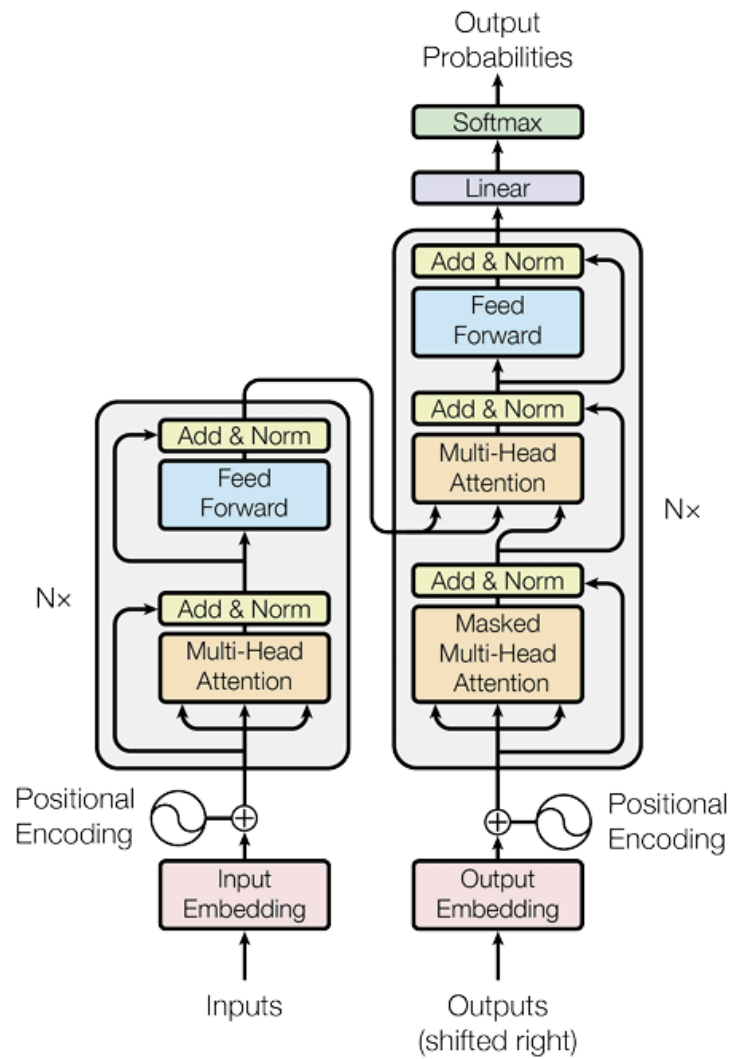 Output
Probabilities
Softmax
Linear
Add & Norm
Feed
Forward
Add & Norm
Multi-Head
Attention
N×
Add & Norm
Masked
Multi-Head
Attention
Add & Norm
Feed
Forward
N×
Add & Norm
Multi-Head
Attention
Positional
Encoding
Positional
Encoding
Input
Embedding
Output
Embedding
Inputs
Outputs
(shifted right)